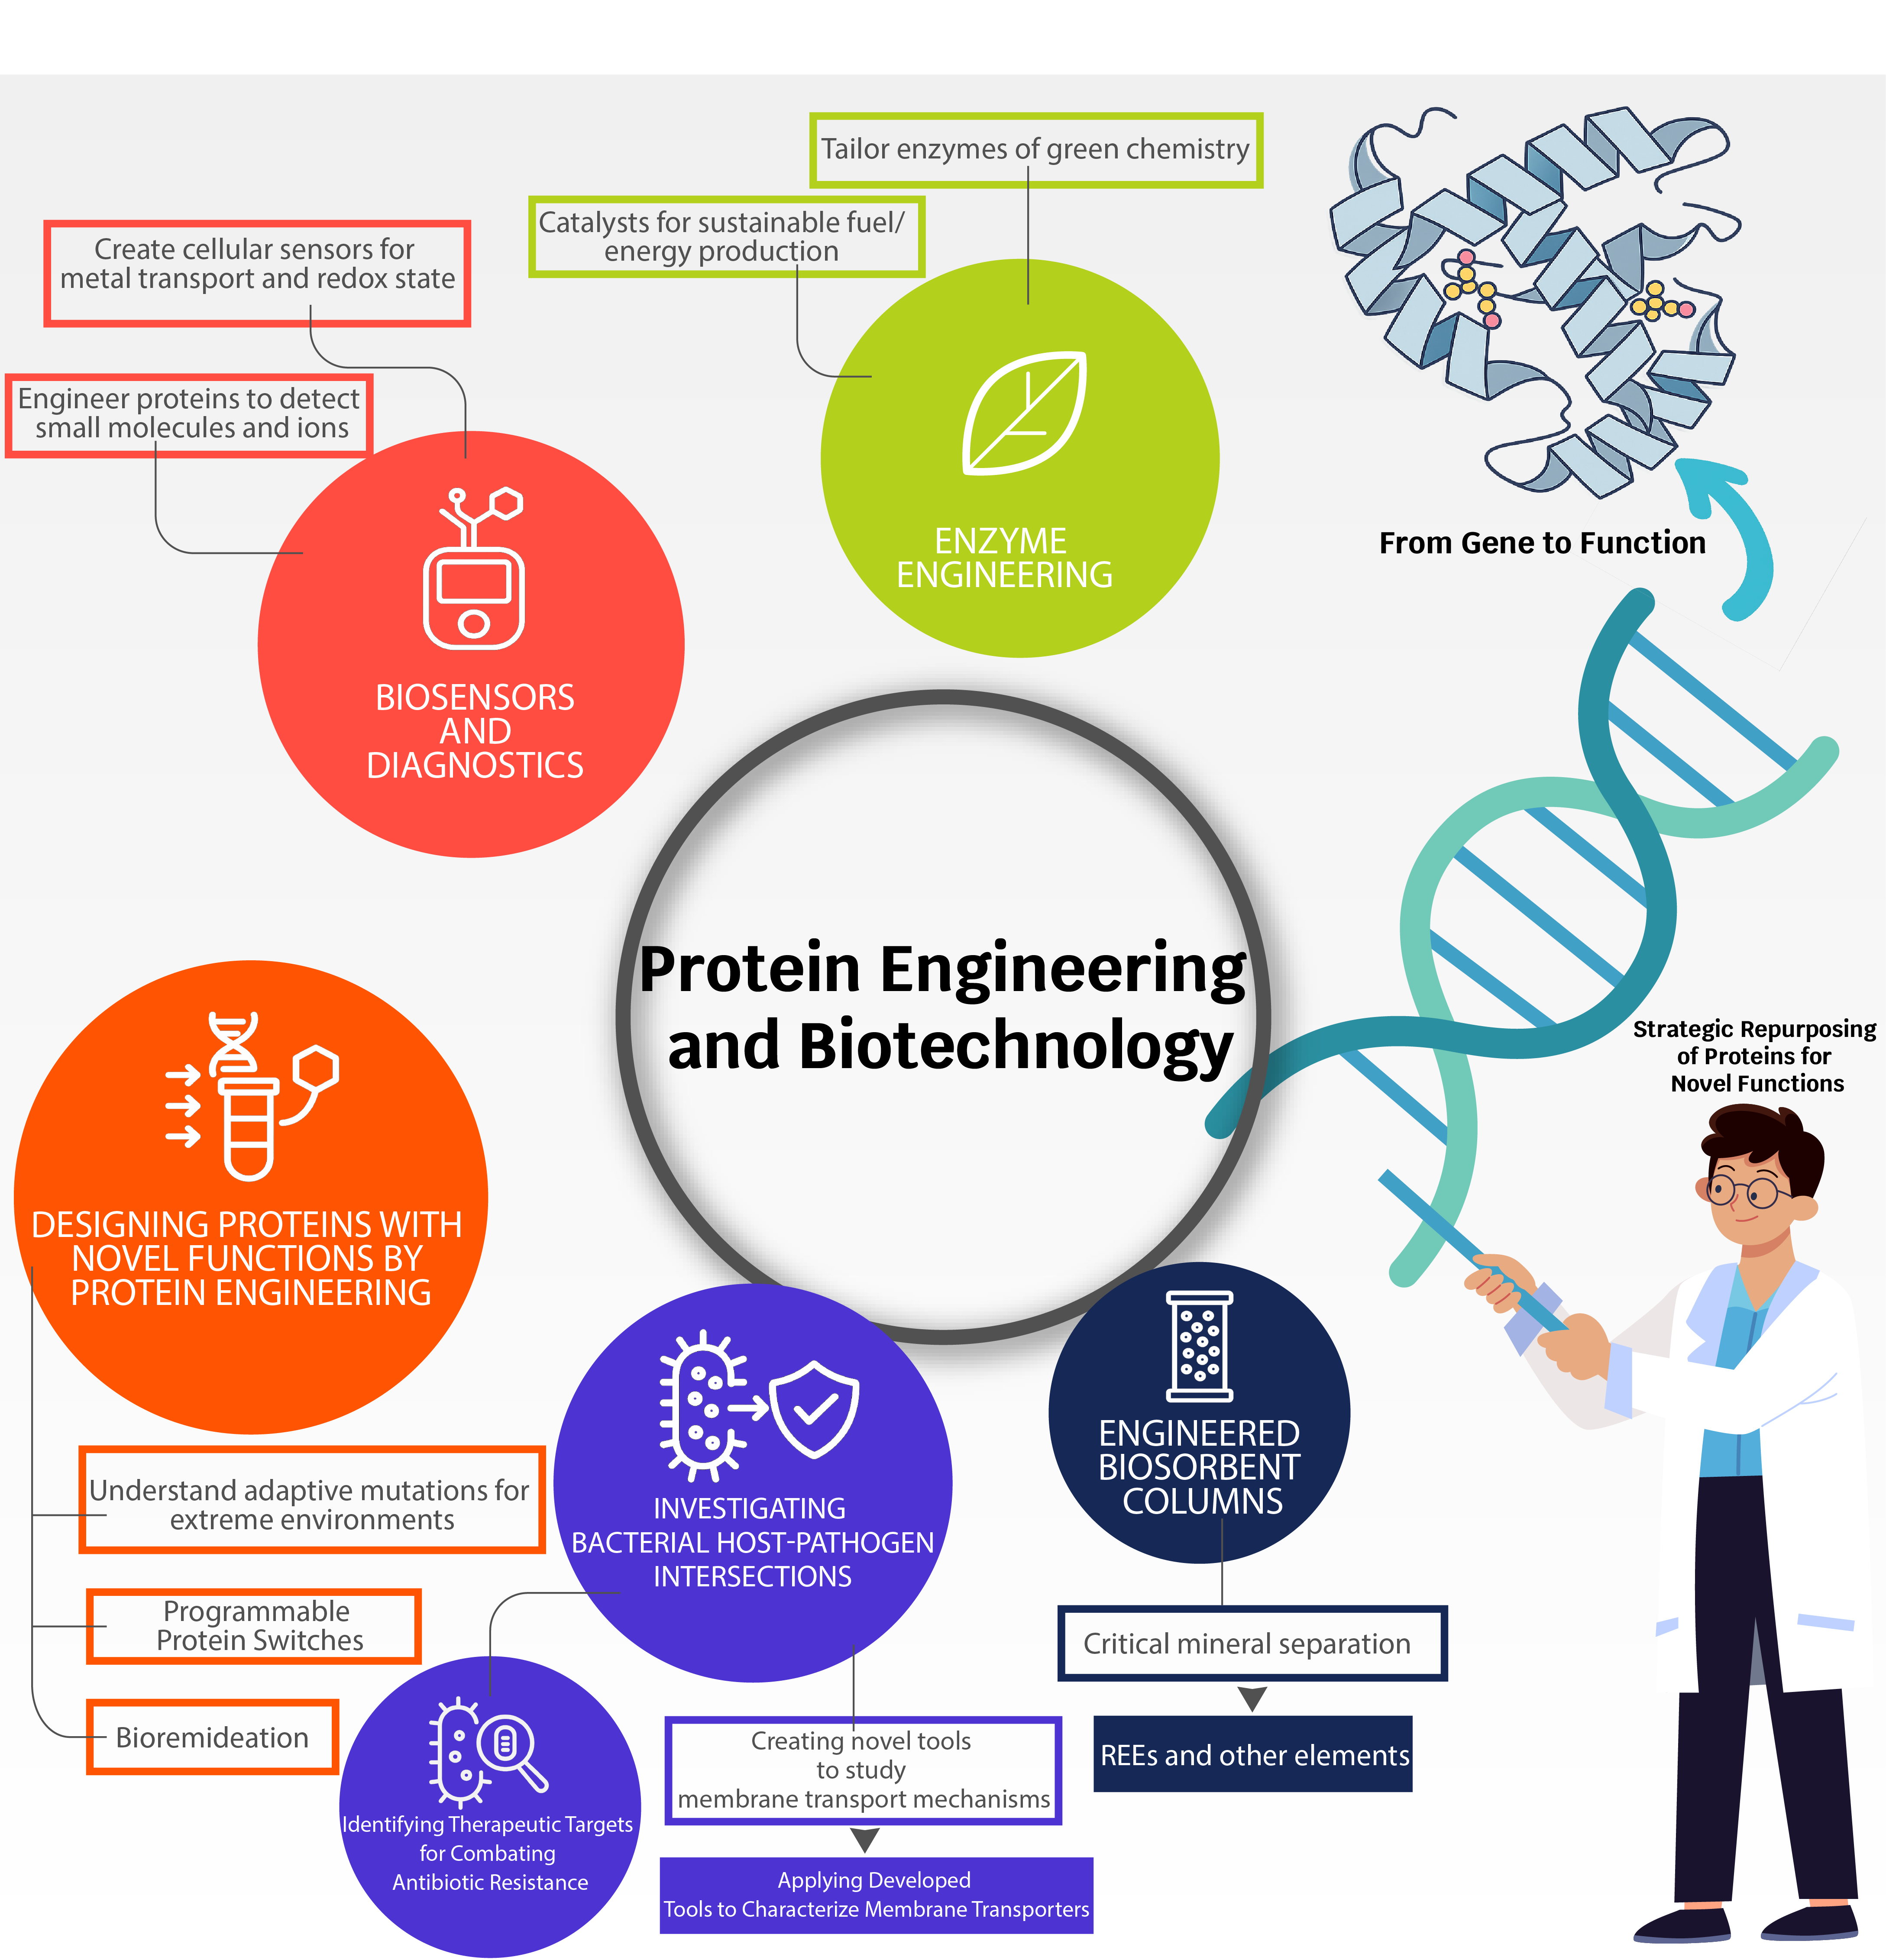 Tailor enzymes of green chemistry
Catalysts for sustainable fuel/
energy production
Create cellular sensors for
metal transport and redox state
Engineer proteins to detect
small molecules and ions
ENZYME
ENGINEERING
From Gene to Function
BIOSENSORS
AND
DIAGNOSTICS
Protein Engineering
and Biotechnology
Strategic Repurposing
of Proteins for
Novel Functions
DESIGNING PROTEINS WITH
NOVEL FUNCTIONS BY
PROTEIN ENGINEERING
Understand adaptive mutations for
extreme environments
Programmable
Protein Switches
Bioremideation
INVESTIGATING
BACTERIAL HOST-PATHOGEN
INTERSECTIONS
Identifying Therapeutic Targets
for Combating
Antibiotic Resistance
Creating novel tools
to study
membrane transport mechanisms
Applying Developed
Tools to Characterize Membrane Transporters
ENGINEERED
BIOSORBENT
COLUMNS
Critical mineral separation
REEs and other elements